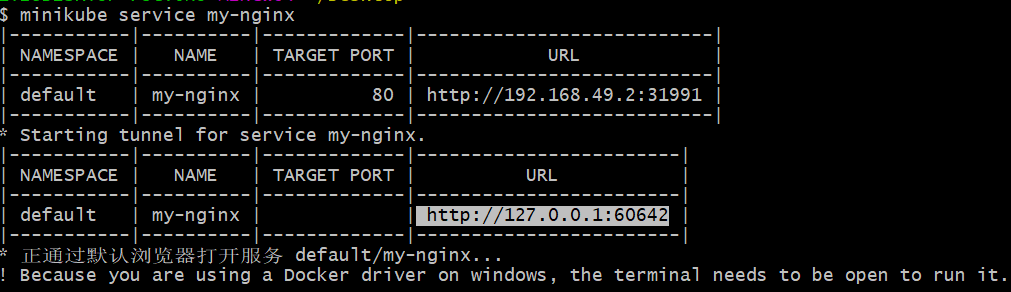 $ minikube service my-nginx
|-----------|----------|-------------|---------------------------|
| NAMESPACE | NAME | TARGET PORT | URL |
|-----------|----------|-------------|---------------------------|
| default | my-nginx | 80 | http://192.168.49.2:31991 |
|-----------|----------|-------------|---------------------------|
* Starting tunnel for service my-nginx.
|-----------|----------|-------------|------------------------|
| NAMESPACE | NAME | TARGET PORT | URL |
|-----------|----------|-------------|------------------------|
| default | my-nginx | | http://127.0.0.1:60642 |
|-----------|----------|-------------|------------------------|
* 正通过默认浏览器打开服务 default/my-nginx...
! Because you are using a Docker driver on windows, the terminal needs to be open to run it.